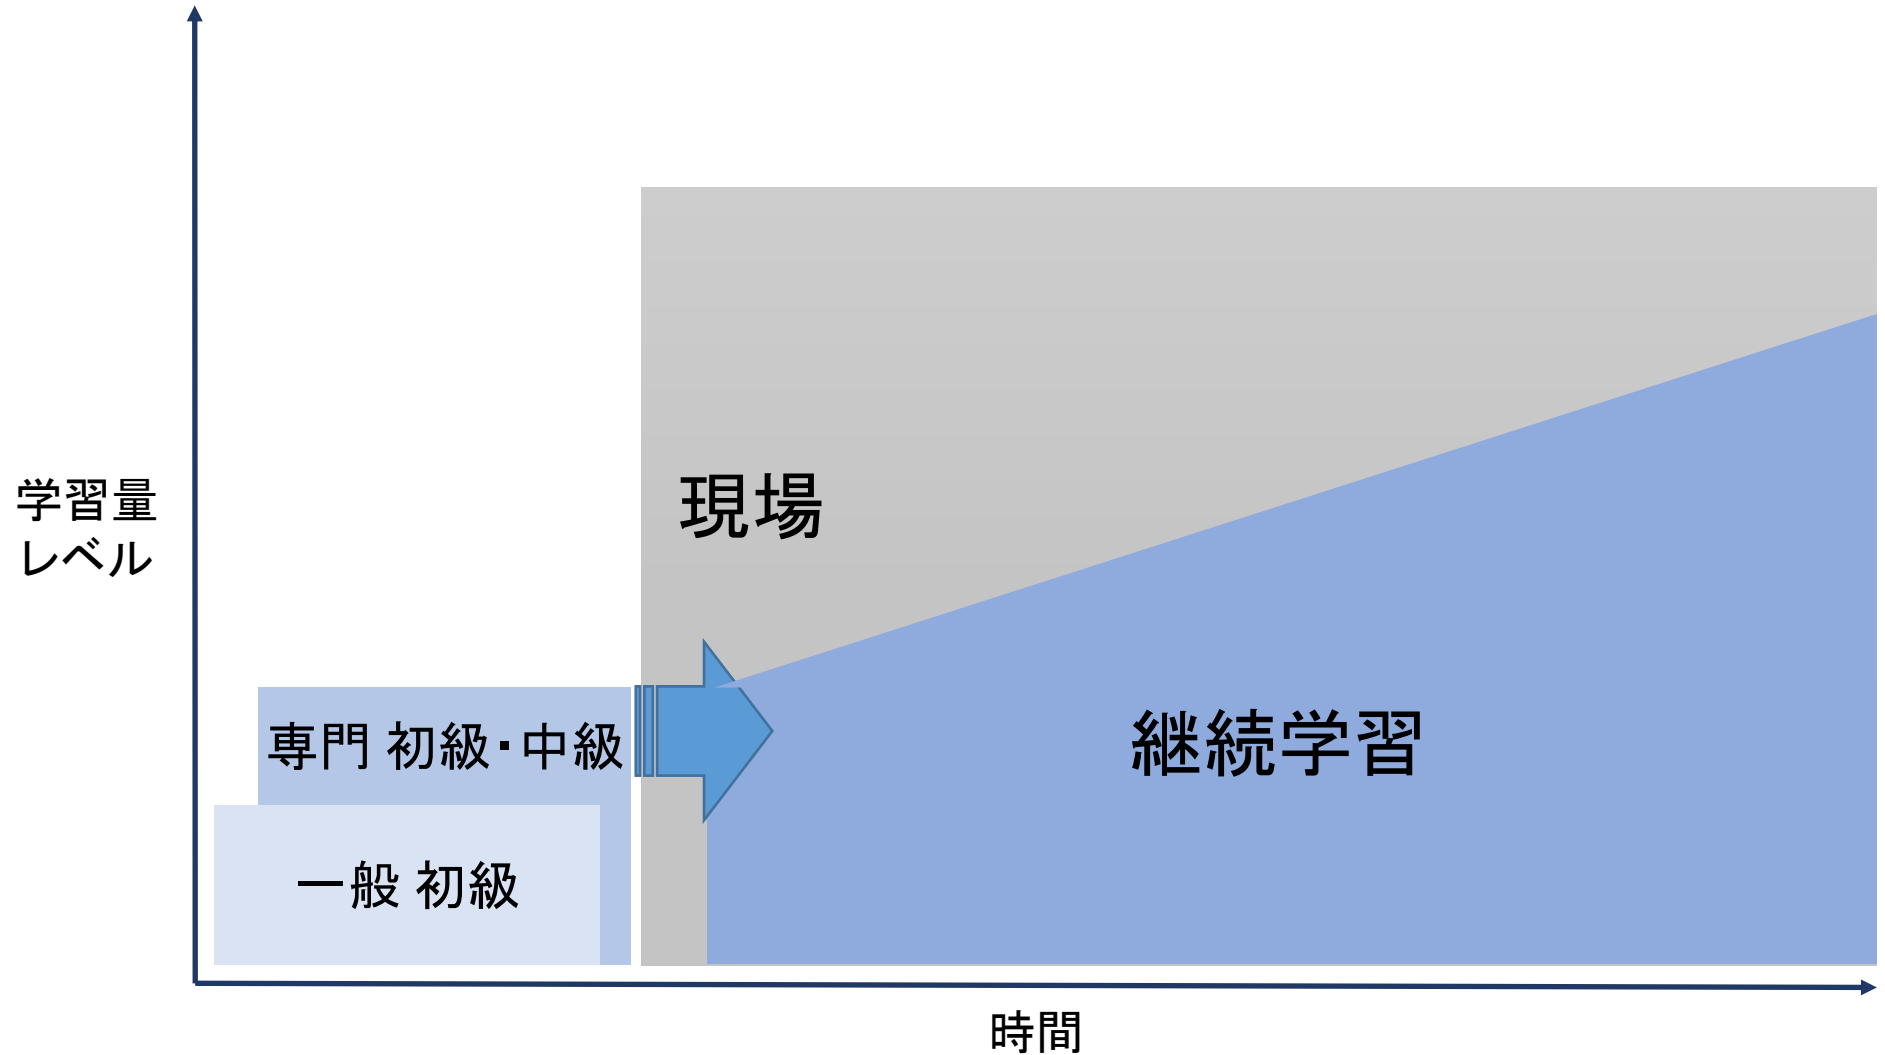 学習量
レベル
現場
専門 初級・中級
継続学習
一般 初級
時間